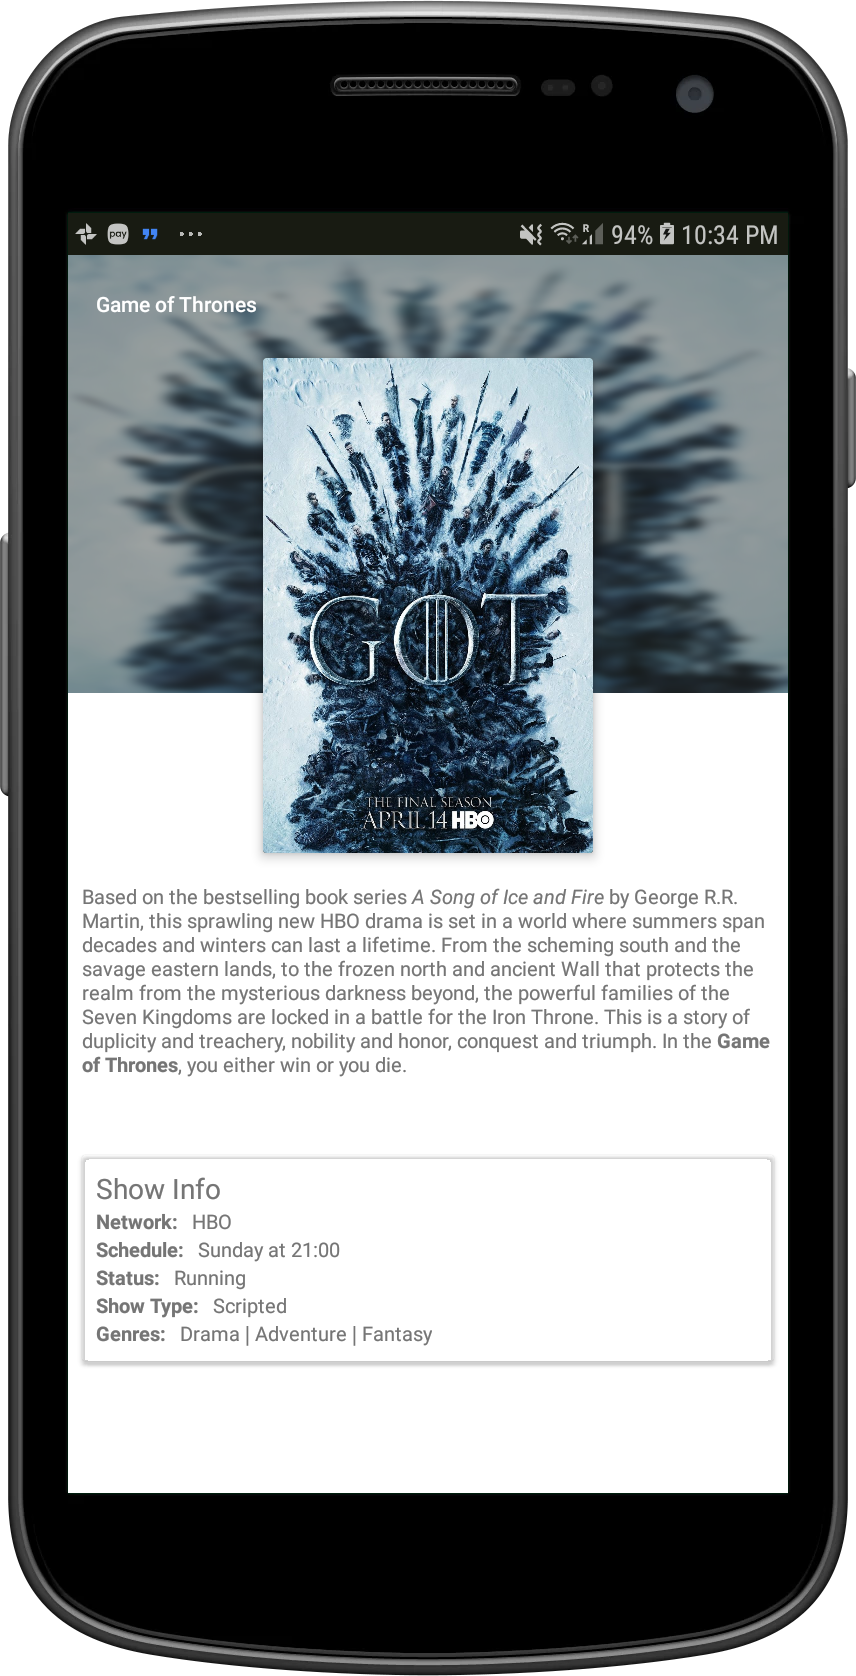 pay
R
94%
10:34 PM
Game of Thrones
GOT
THE FINAL SEASON
APRIL 14 HBO
Based on the bestselling book series A Song of Ice and Fire by George R.R.
Martin, this sprawling new HBO drama is set in a world where summers span
decades and winters can last a lifetime. From the scheming south and the
savage eastern lands, to the frozen north and ancient Wall that protects the
realm from the mysterious darkness beyond, the powerful families of the
Seven Kingdoms are locked in a battle for the Iron Throne. This is a story of
duplicity and treachery, nobility and honor, conquest and triumph. In the Game
of Thrones, you either win or you die.
Show Info
Network: HBO
Schedule: Sunday at 21:00
Status: Running
Show Type: Scripted
Genres: Drama | Adventure | Fantasy